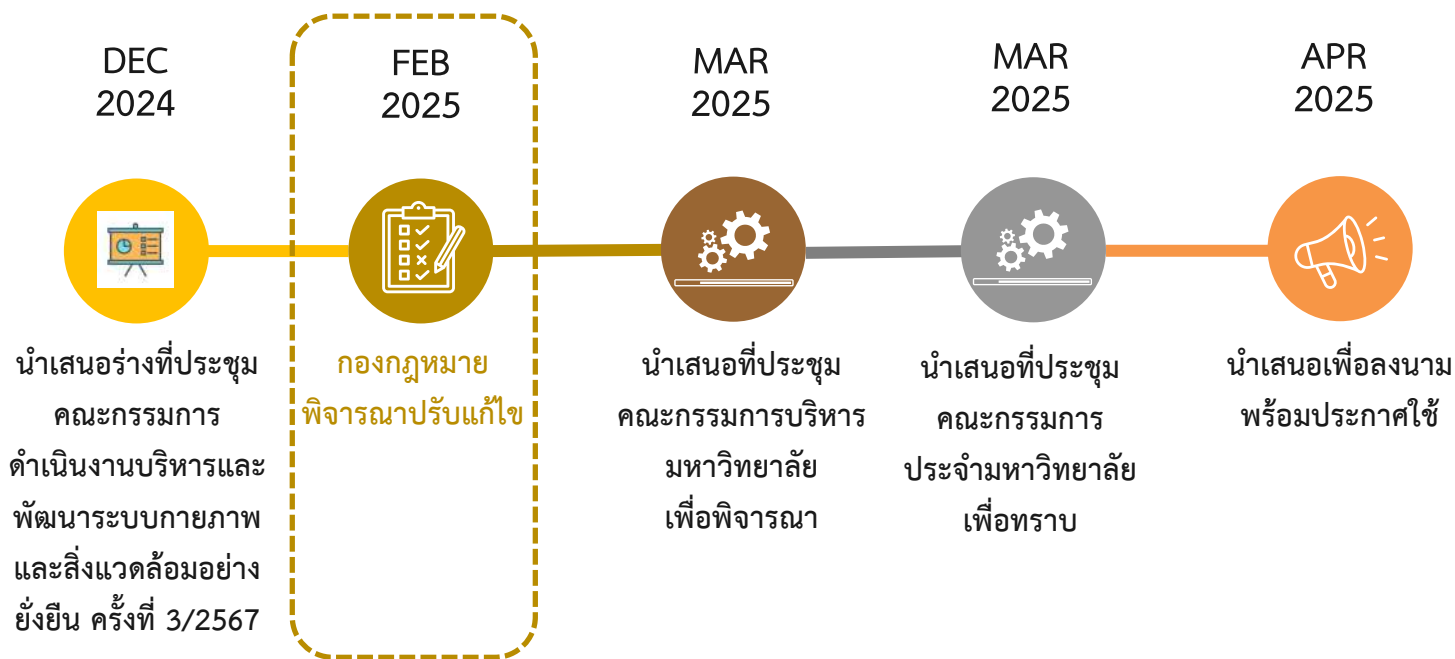 DEC
2024
นำเสนอร่างที่ประชุม
คณะกรรมการ
ดำเนินงานบริหารและ
พัฒนาระบบกายภาพ
และสิ่งแวดล้อมอย่าง
ยั่งยืน ครั้งที่ 3/2567
FEB
2025
กองกฎหมาย
พิจารณาปรับแก้ไข
MAR
2025
นำเสนอที่ประชุม
คณะกรรมการบริหาร
มหาวิทยาลัย
เพื่อพิจารณา
MAR
2025
นำเสนอที่ประชุม
คณะกรรมการ
ประจำมหาวิทยาลัย
เพื่อทราบ
APR
2025
นำเสนอเพื่อลงนาม
พร้อมประกาศใช้